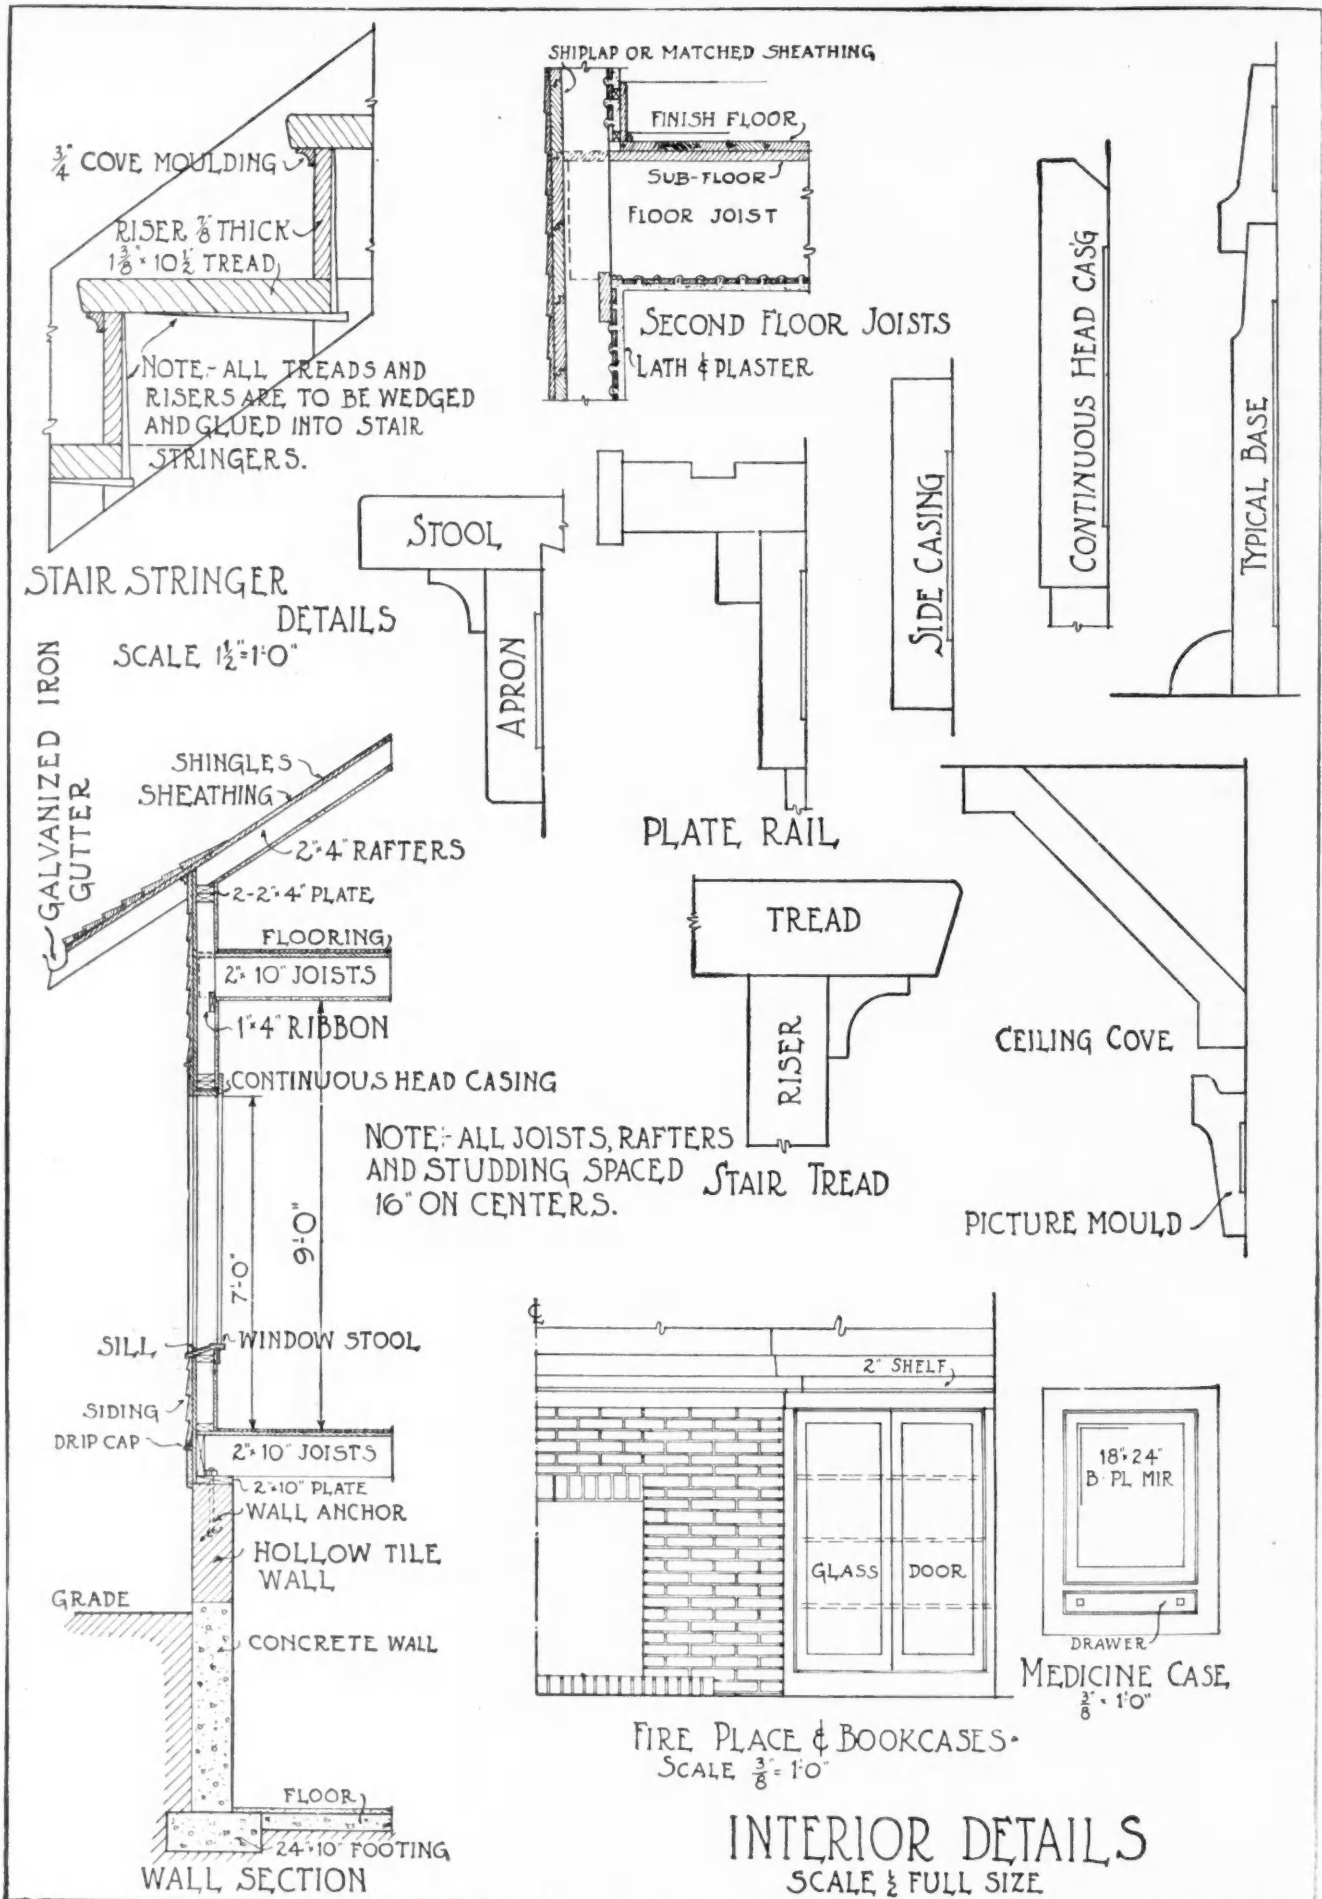 SHIPLAP OR MATCHED SHEATHING
FINISH FLOOR
SUB-FLOOR
FLOOR JOIST
SECOND FLOOR JOISTS
LATH & PLASTER
3/4" COVE MOULDING
RISER 7/8" THICK
1 3/8" x 10 1/2" TREAD
NOTE:- ALL TREADS AND
RISERS ARE TO BE WEDGED
AND GLUED INTO STAIR
STRINGERS.
STAIR STRINGER
DETAILS
SCALE 1 1/2" = 1'-0"
STOOL
APRON
PLATE RAIL
SIDE CASING
CONTINUOUS HEAD CAS'G
TYPICAL BASE
GALVANIZED IRON
GUTTER
SHINGLES
SHEATHING
2"x4" RAFTERS
2-2"x4" PLATE
FLOORING
2"x10" JOISTS
1"x4" RIBBON
CONTINUOUS HEAD CASING
7'-0"
9'-0"
SILL
WINDOW STOOL
SIDING
DRIP CAP
2"x10" JOISTS
2"x10" PLATE
WALL ANCHOR
HOLLOW TILE
WALL
GRADE
CONCRETE WALL
FLOOR
24"x10" FOOTING
WALL SECTION
NOTE:- ALL JOISTS, RAFTERS
AND STUDDING SPACED
16" ON CENTERS.
TREAD
RISER
STAIR TREAD
CEILING COVE
PICTURE MOULD
℄
2" SHELF
GLASS DOOR
FIRE PLACE & BOOKCASES.
SCALE 3/8" = 1'-0"
18"x24"
B. PL MIR
DRAWER
MEDICINE CASE
3/8" = 1'-0"
INTERIOR DETAILS
SCALE 1/2 FULL SIZE